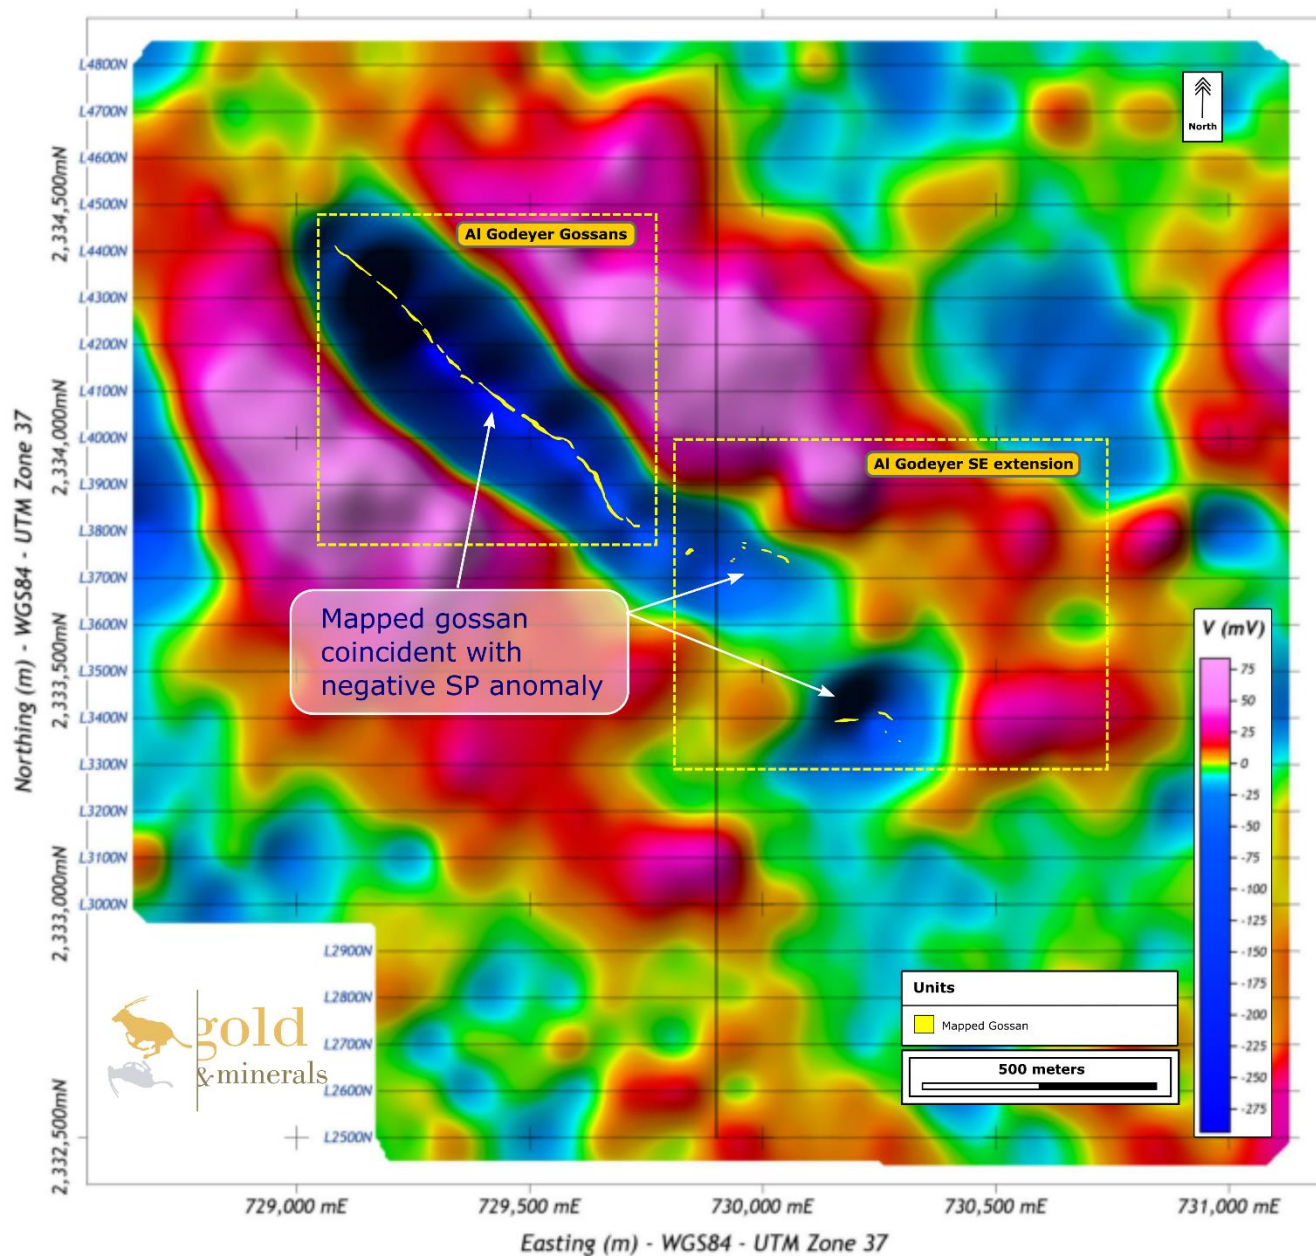 L4800N
L4700N
L4600N
L4500N
L4400N
L4300N
L4200N
L4100N
L4000N
L3900N
L3800N
L3700N
L3600N
L3500N
L3400N
L3300N
L3200N
L3100N
L3000N
L2900N
L2800N
L2700N
L2600N
L2500N
North
Al Godeyer Gossans
Al Godeyer SE extension
Mapped gossan
coincident with
negative SP anomaly
V (mV)
75
50
25
0
-25
-50
-75
-100
-125
-150
-175
-200
-225
-250
-275
Units
Mapped Gossan
500 meters
gold
&minerals
2,334,500mN
2,334,000mN
2,333,500mN
2,333,000mN
2,332,500mN
Northing (m) - WGS84 - UTM Zone 37
729,000 mE
729,500 mE
730,000 mE
730,500 mE
731,000 mE
Easting (m) - WGS84 - UTM Zone 37